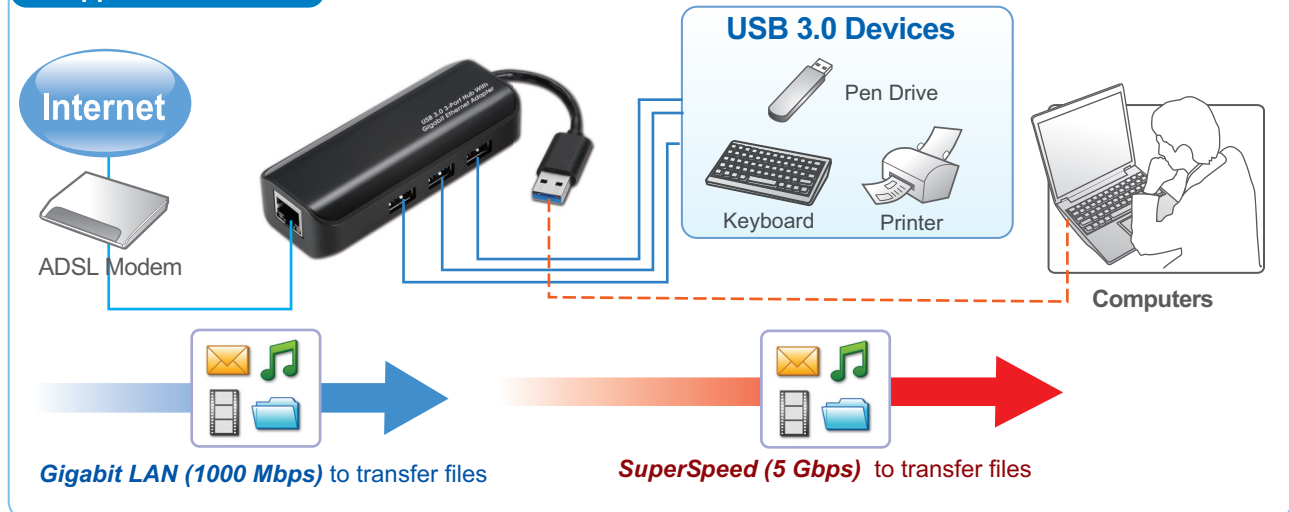 USB 3.0 Devices
Internet
USB 3.0 3-Port Hub With
Gigabit Ethernet Adapter
Pen Drive
Keyboard
Printer
ADSL Modem
Computers
Gigabit LAN (1000 Mbps) to transfer files
SuperSpeed (5 Gbps) to transfer files